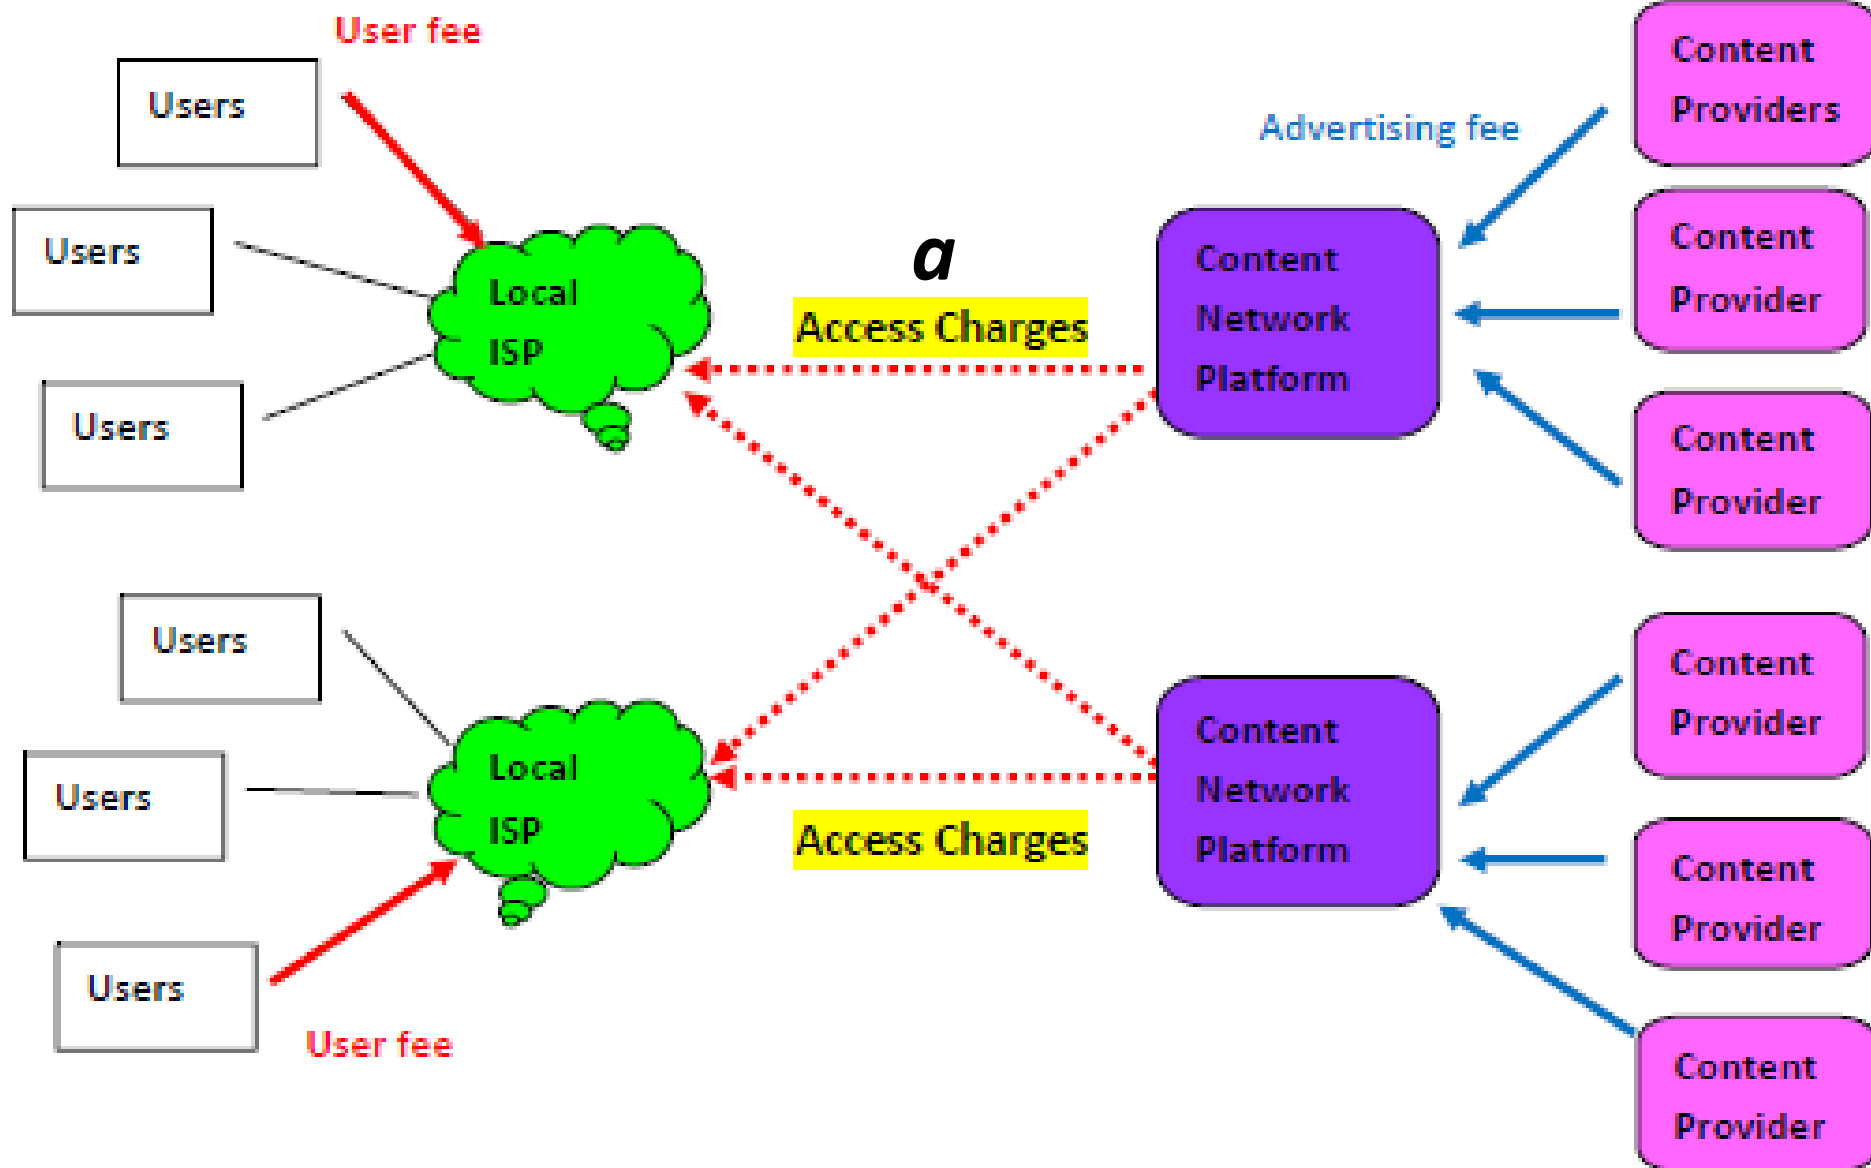 User fee
Users
Users
Users
Local
ISP
a
Access Charges
Content
Network
Platform
Advertising fee
Content
Providers
Content
Provider
Content
Provider
Users
Users
Users
User fee
Local
ISP
Access Charges
Content
Network
Platform
Content
Provider
Content
Provider
Content
Provider